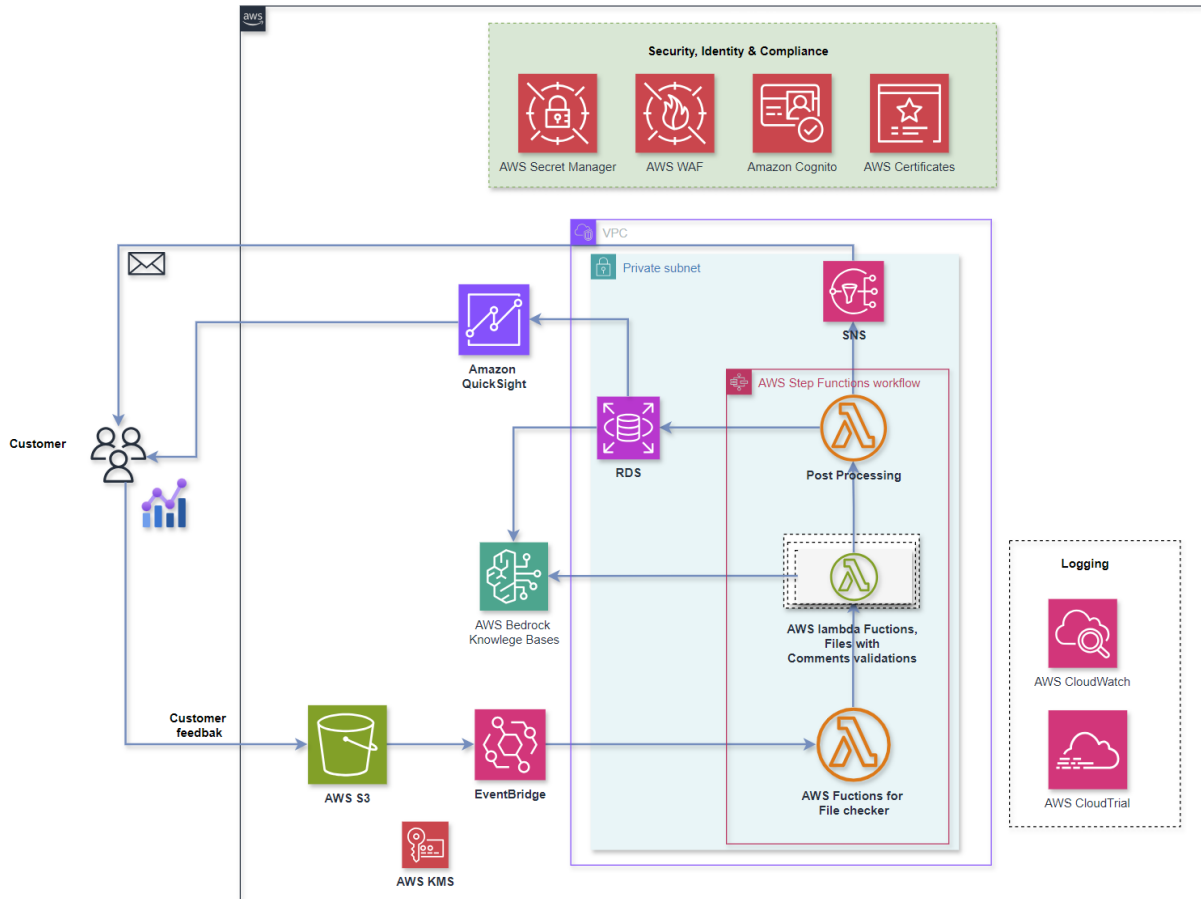 aws
Security, Identity & Compliance
AWS Secret Manager
AWS WAF
Amazon Cognito
AWS Certificates
VPC
Private subnet
SNS
Amazon
QuickSight
AWS Step Functions workflow
Customer
RDS
Post Processing
Logging
AWS Bedrock
Knowlege Bases
AWS lambda Fuctions,
Files with
Comments validations
AWS CloudWatch
Customer
feedbak
AWS S3
EventBridge
AWS Fuctions for
File checker
AWS CloudTrial
AWS KMS